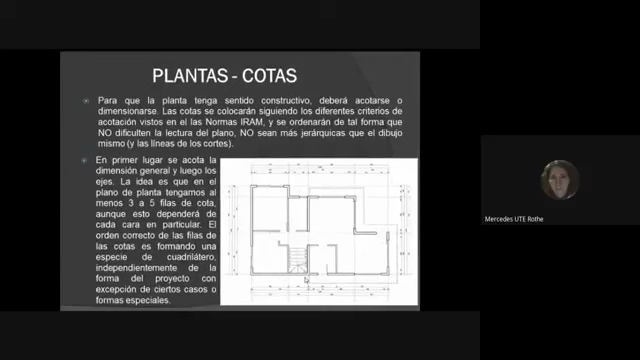 PLANTAS - COTAS
Para que la planta tenga sentido constructivo, deberá acotarse o
dimensionarse. Las cotas se colocarán siguiendo los diferentes criterios de
acotación vistos en el las Normas IRAM, y se ordenarán de tal forma que
NO dificulten la lectura del plano, NO sean más jerárquicas que el dibujo
mismo (y las líneas de los cortes).
En primer lugar se acota la
dimensión general y luego los
ejes. La idea es que en el
plano de planta tengamos al
menos 3 a 5 filas de cota,
aunque esto dependerá de
cada cara en particular. El
orden correcto de las filas de
las cotas es formando una
especie de cuadrilátero,
independientemente de la
forma del proyecto con
excepción de ciertos casos o
formas especiales.
Mercedes UTE Rothe